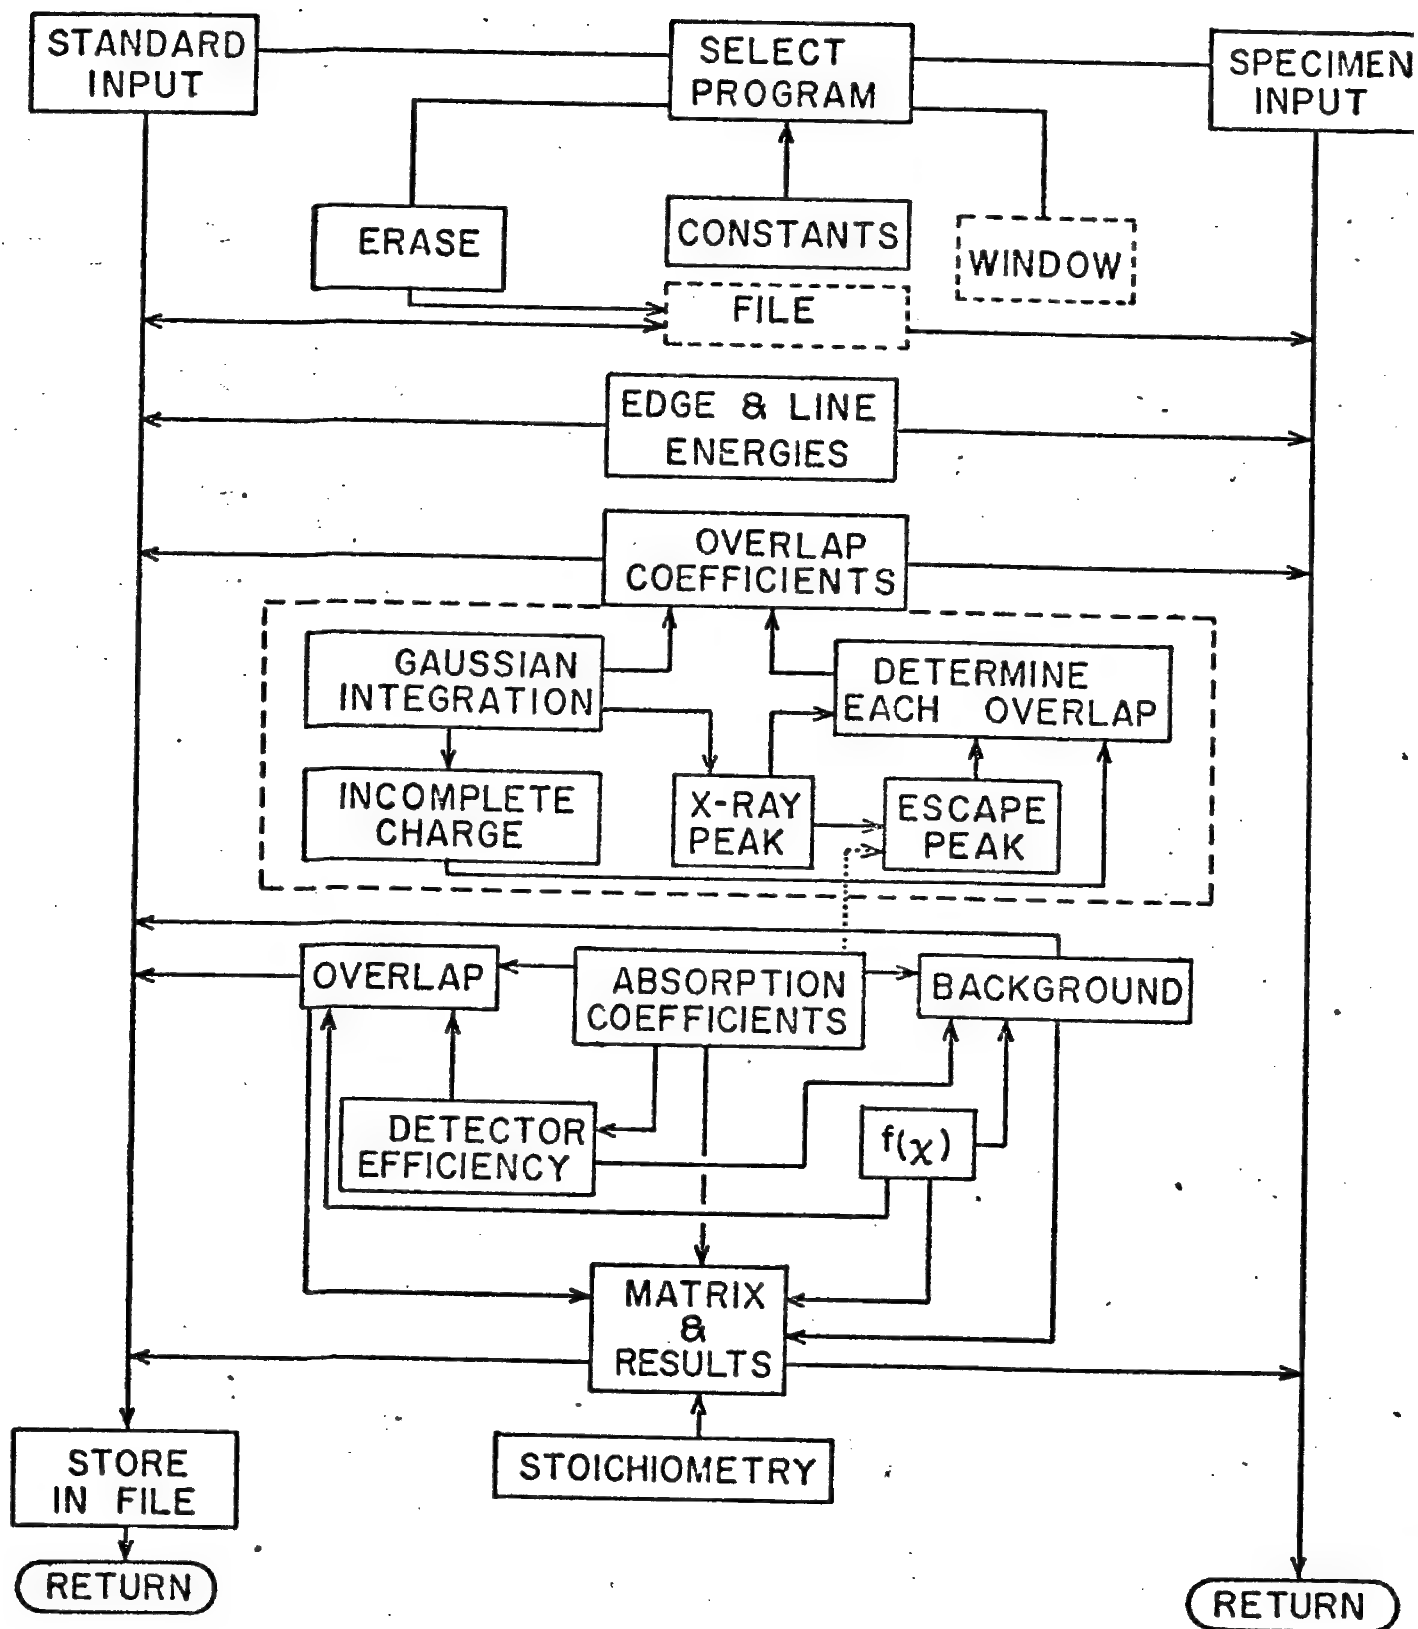 STANDARD
INPUT
SELECT
PROGRAM
SPECIMEN
INPUT
ERASE
CONSTANTS
WINDOW
FILE
EDGE & LINE
ENERGIES
OVERLAP
COEFFICIENTS
GAUSSIAN
INTEGRATION
DETERMINE
EACH OVERLAP
INCOMPLETE
CHARGE
X-RAY
PEAK
ESCAPE
PEAK
OVERLAP
ABSORPTION
COEFFICIENTS
BACKGROUND
DETECTOR
EFFICIENCY
f(χ)
MATRIX
&
RESULTS
STOICHIOMETRY
STORE
IN FILE
RETURN
RETURN